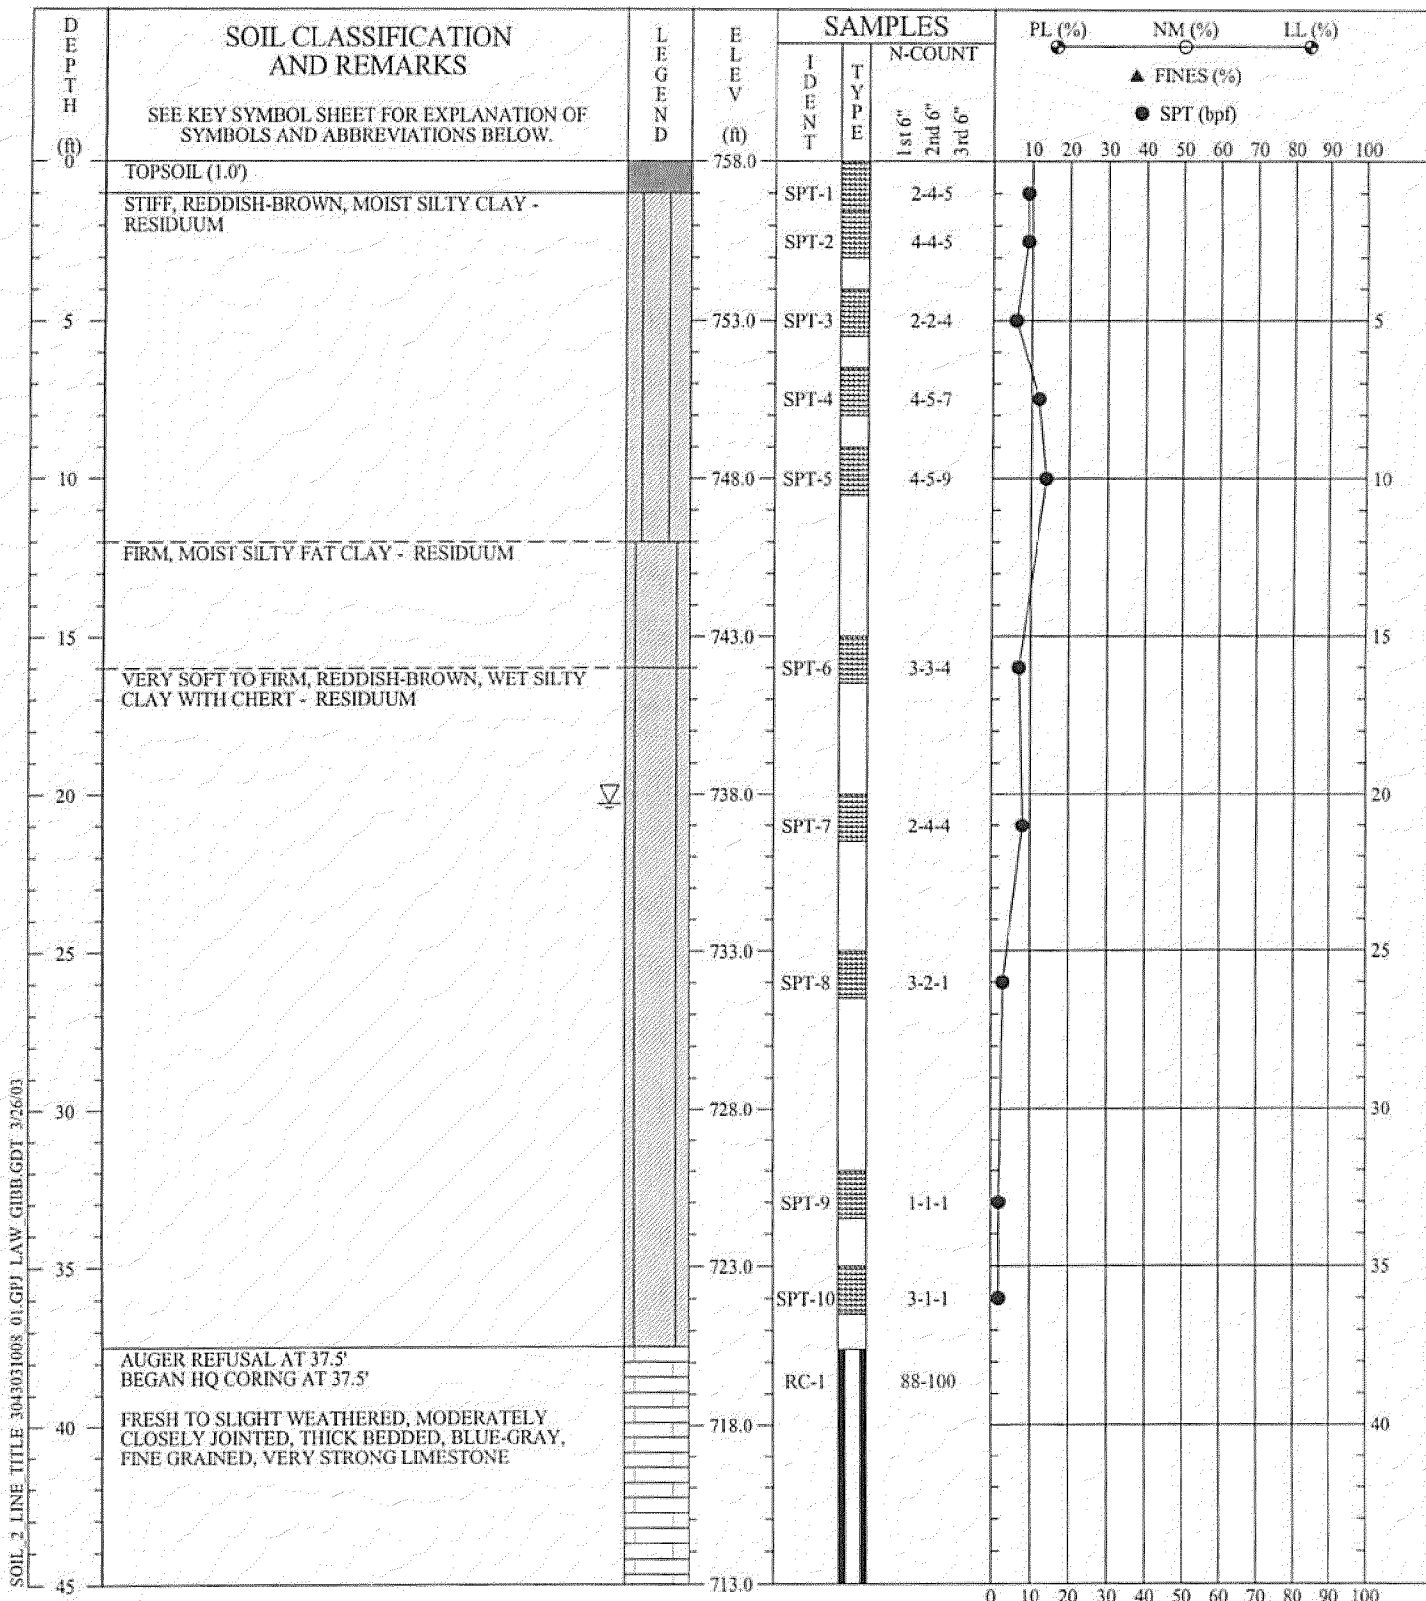 DEPTH (ft)
SOIL CLASSIFICATION
AND REMARKS
SEE KEY SYMBOL SHEET FOR EXPLANATION OF
SYMBOLS AND ABBREVIATIONS BELOW.
LEGEND
ELEV (ft)
SAMPLES
IDENT
TYPE
N-COUNT
1st 6"
2nd 6"
3rd 6"
PL (%) NM (%) LL (%)
▲ FINES (%)
● SPT (bpf)
10 20 30 40 50 60 70 80 90 100
0 758.0
TOPSOIL (1.0')
SPT-1 2-4-5
STIFF, REDDISH-BROWN, MOIST SILTY CLAY -
RESIDUUM
SPT-2 4-4-5
5 753.0 SPT-3 2-2-4 5
SPT-4 4-5-7
10 748.0 SPT-5 4-5-9 10
FIRM, MOIST SILTY FAT CLAY - RESIDUUM
15 743.0 15
SPT-6 3-3-4
VERY SOFT TO FIRM, REDDISH-BROWN, WET SILTY
CLAY WITH CHERT - RESIDUUM
20 738.0 20
SPT-7 2-4-4
25 733.0 25
SPT-8 3-2-1
30 728.0 30
SPT-9 1-1-1
35 723.0 35
SPT-10 3-1-1
AUGER REFUSAL AT 37.5'
BEGAN HQ CORING AT 37.5'
RC-1 88-100
FRESH TO SLIGHT WEATHERED, MODERATELY
CLOSELY JOINTED, THICK BEDDED, BLUE-GRAY,
FINE GRAINED, VERY STRONG LIMESTONE
40 718.0 40
45 713.0
0 10 20 30 40 50 60 70 80 90 100
SOIL_2_LINE_TITLE 3043031008_01.GPJ LAW_GIBB.GDT 3/26/03